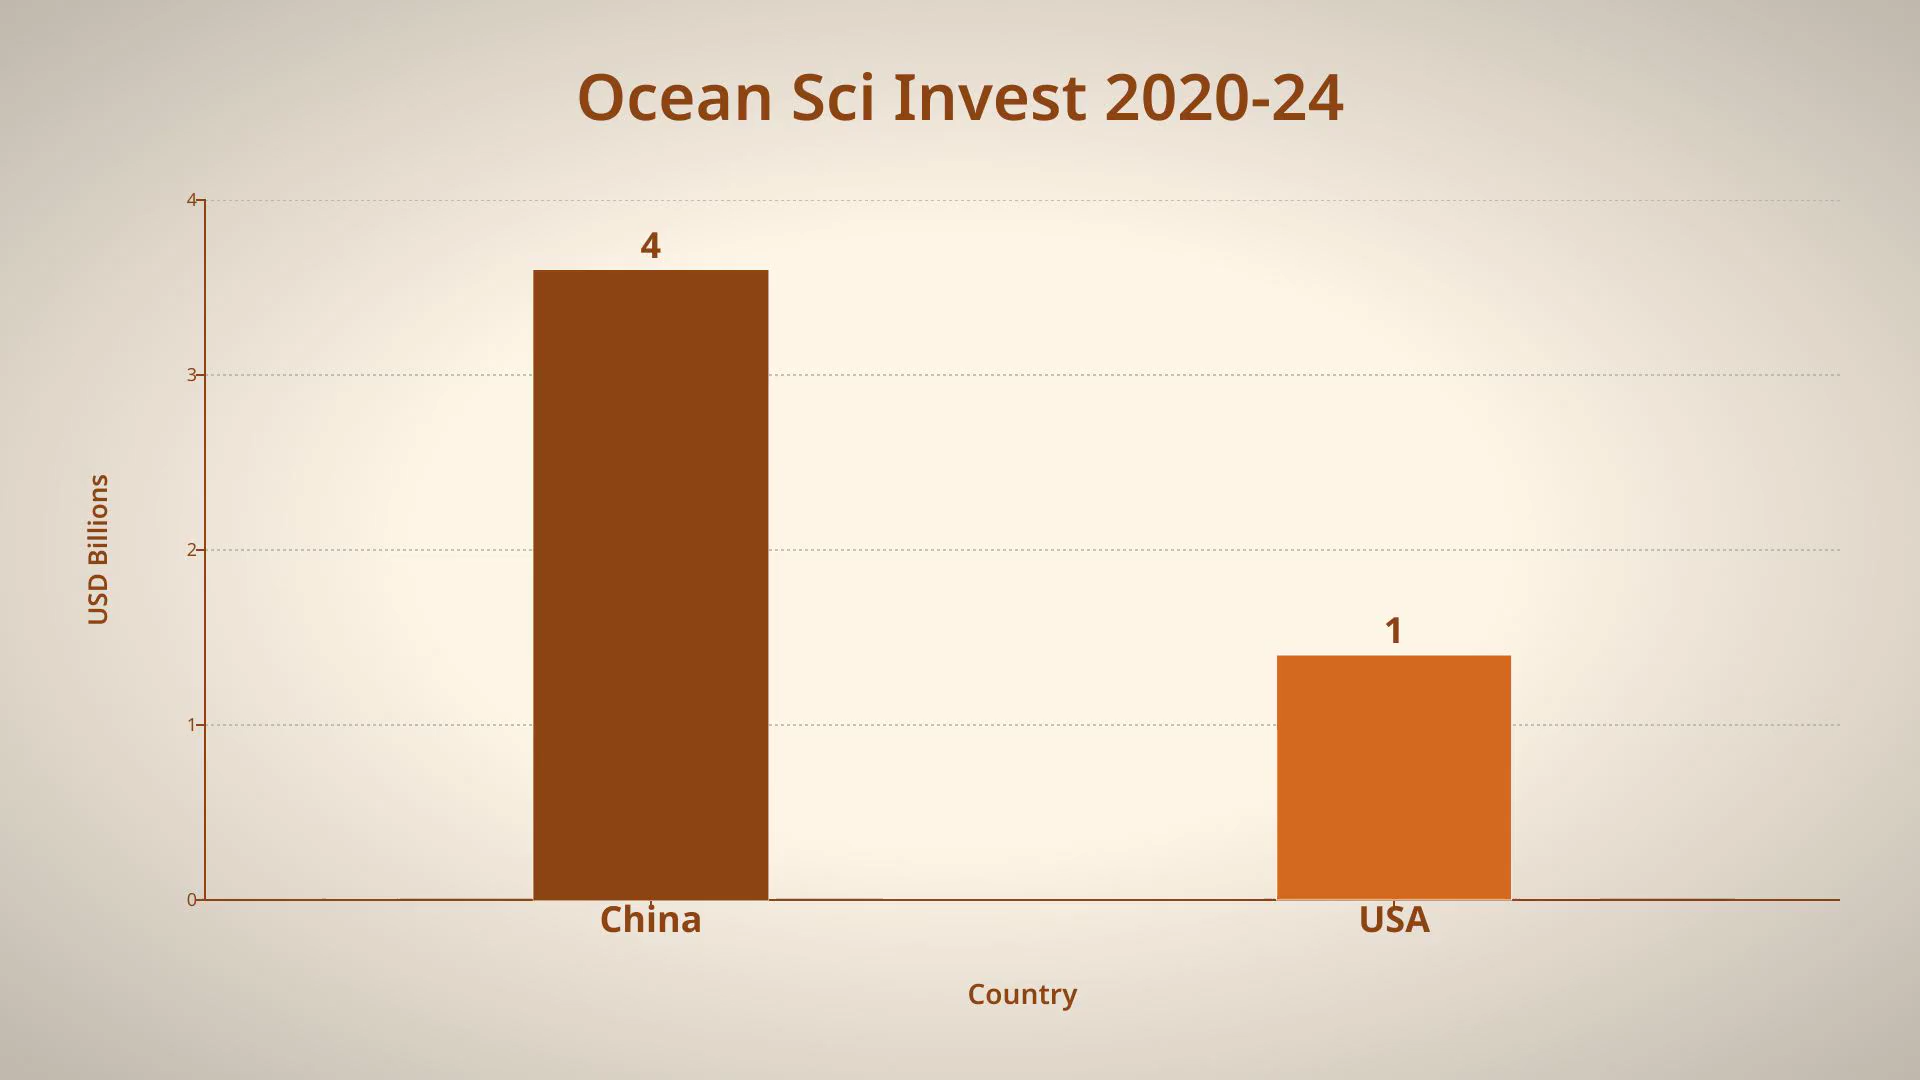 Ocean Sci Invest 2020-24
4
3
2
1
0
USD Billions
4
1
China
USA
Country